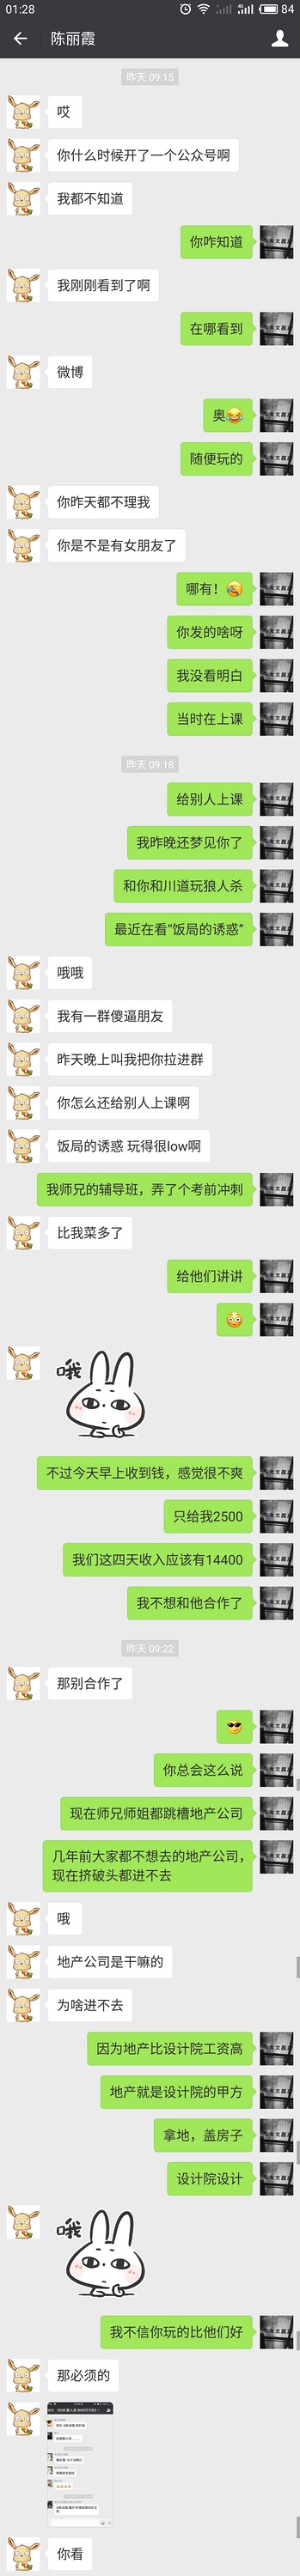 01:28
84
陈丽霞
昨天 09:15
哎
你什么时候开了一个公众号啊
我都不知道
你咋知道
我刚刚看到了啊
在哪看到
微博
奥😂
随便玩的
你昨天都不理我
你是不是有女朋友了
哪有！
你发的啥呀
我没看明白
当时在上课
昨天 09:18
给别人上课
我昨晚还梦见你了
和你和川道玩狼人杀
最近在看“饭局的诱惑”
哦哦
我有一群傻逼朋友
昨天晚上叫我把你拉进群
你怎么还给别人上课啊
饭局的诱惑 玩得很low啊
我师兄的辅导班，弄了个考前冲刺
比我菜多了
给他们讲讲
😳
哦
不过今天早上收到钱，感觉很不爽
只给我2500
我们这四天收入应该有14400
我不想和他合作了
昨天 09:22
那别合作了
😎
你总会这么说
现在师兄师姐都跳槽地产公司
几年前大家都不想去的地产公司，
现在挤破头都进不去
哦
地产公司是干嘛的
为啥进不去
因为地产比设计院工资高
地产就是设计院的甲方
拿地，盖房子
设计院设计
哦
我不信你玩的比他们好
那必须的
你看